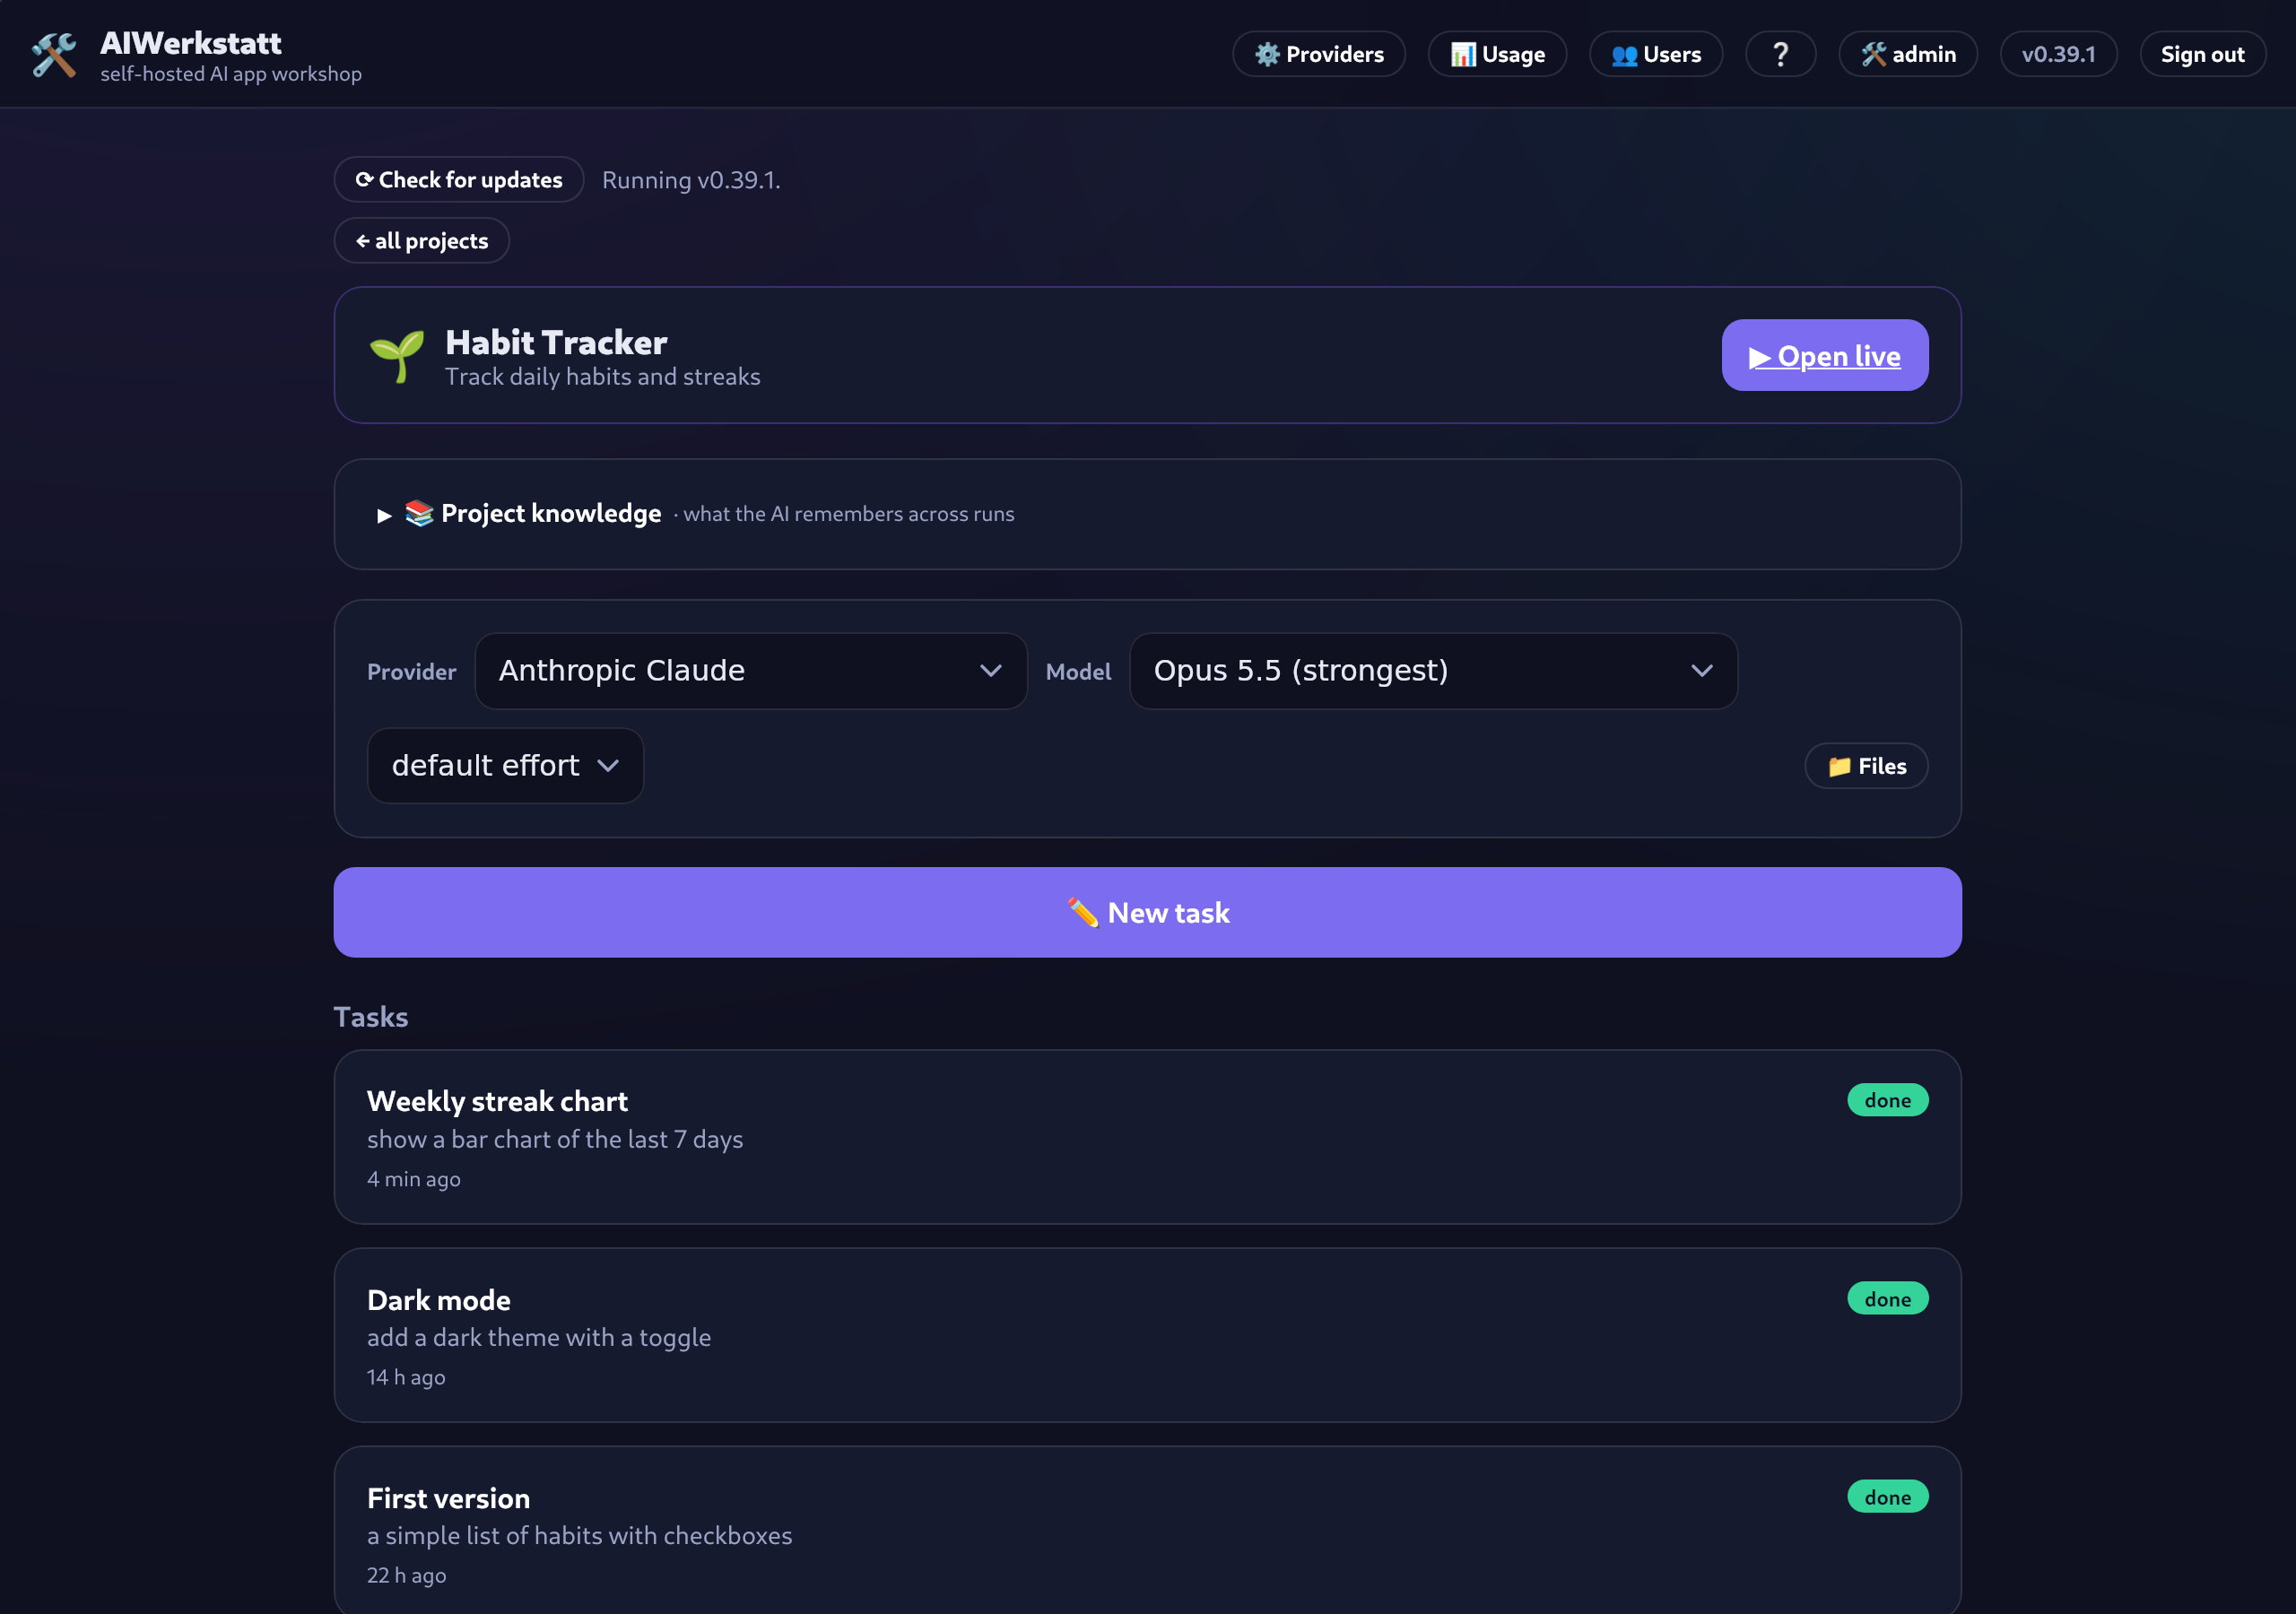 AIWerkstatt
self-hosted AI app workshop
Providers
Usage
Users
?
admin
v0.39.1
Sign out
⟳ Check for updates
Running v0.39.1.
← all projects
Habit Tracker
Track daily habits and streaks
▶ Open live
▶ Project knowledge · what the AI remembers across runs
Provider
Anthropic Claude
Model
Opus 5.5 (strongest)
default effort
Files
New task
Tasks
Weekly streak chart
done
show a bar chart of the last 7 days
4 min ago
Dark mode
done
add a dark theme with a toggle
14 h ago
First version
done
a simple list of habits with checkboxes
22 h ago